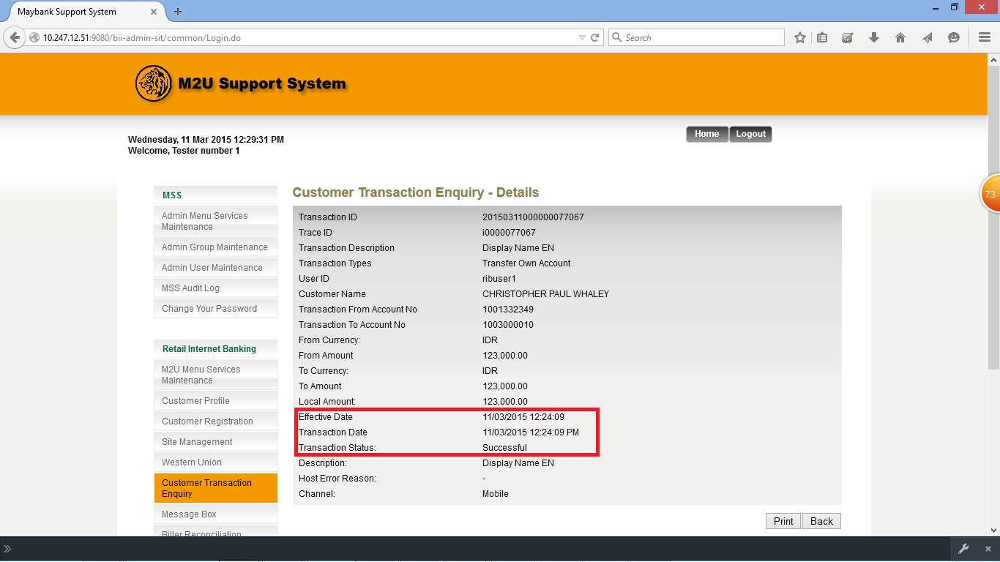 Maybank Support System
10.247.12.51:9080/bii-admin-sit/common/Login.do
Search
M2U Support System
Wednesday, 11 Mar 2015 12:29:31 PM
Welcome, Tester number 1
Home Logout
MSS
Admin Menu Services
Maintenance
Admin Group Maintenance
Admin User Maintenance
MSS Audit Log
Change Your Password
Retail Internet Banking
M2U Menu Services
Maintenance
Customer Profile
Customer Registration
Site Management
Western Union
Customer Transaction
Enquiry
Message Box
Biller Reconciliation
Customer Transaction Enquiry - Details
Transaction ID 20150311000000077067
Trace ID i0000077067
Transaction Description Display Name EN
Transaction Types Transfer Own Account
User ID ribuser1
Customer Name CHRISTOPHER PAUL WHALEY
Transaction From Account No 1001332349
Transaction To Account No 1003000010
From Currency: IDR
From Amount 123,000.00
To Currency: IDR
To Amount 123,000.00
Local Amount: 123,000.00
Effective Date 11/03/2015 12:24:09
Transaction Date 11/03/2015 12:24:09 PM
Transaction Status: Successful
Description: Display Name EN
Host Error Reason: -
Channel: Mobile
Print Back
73